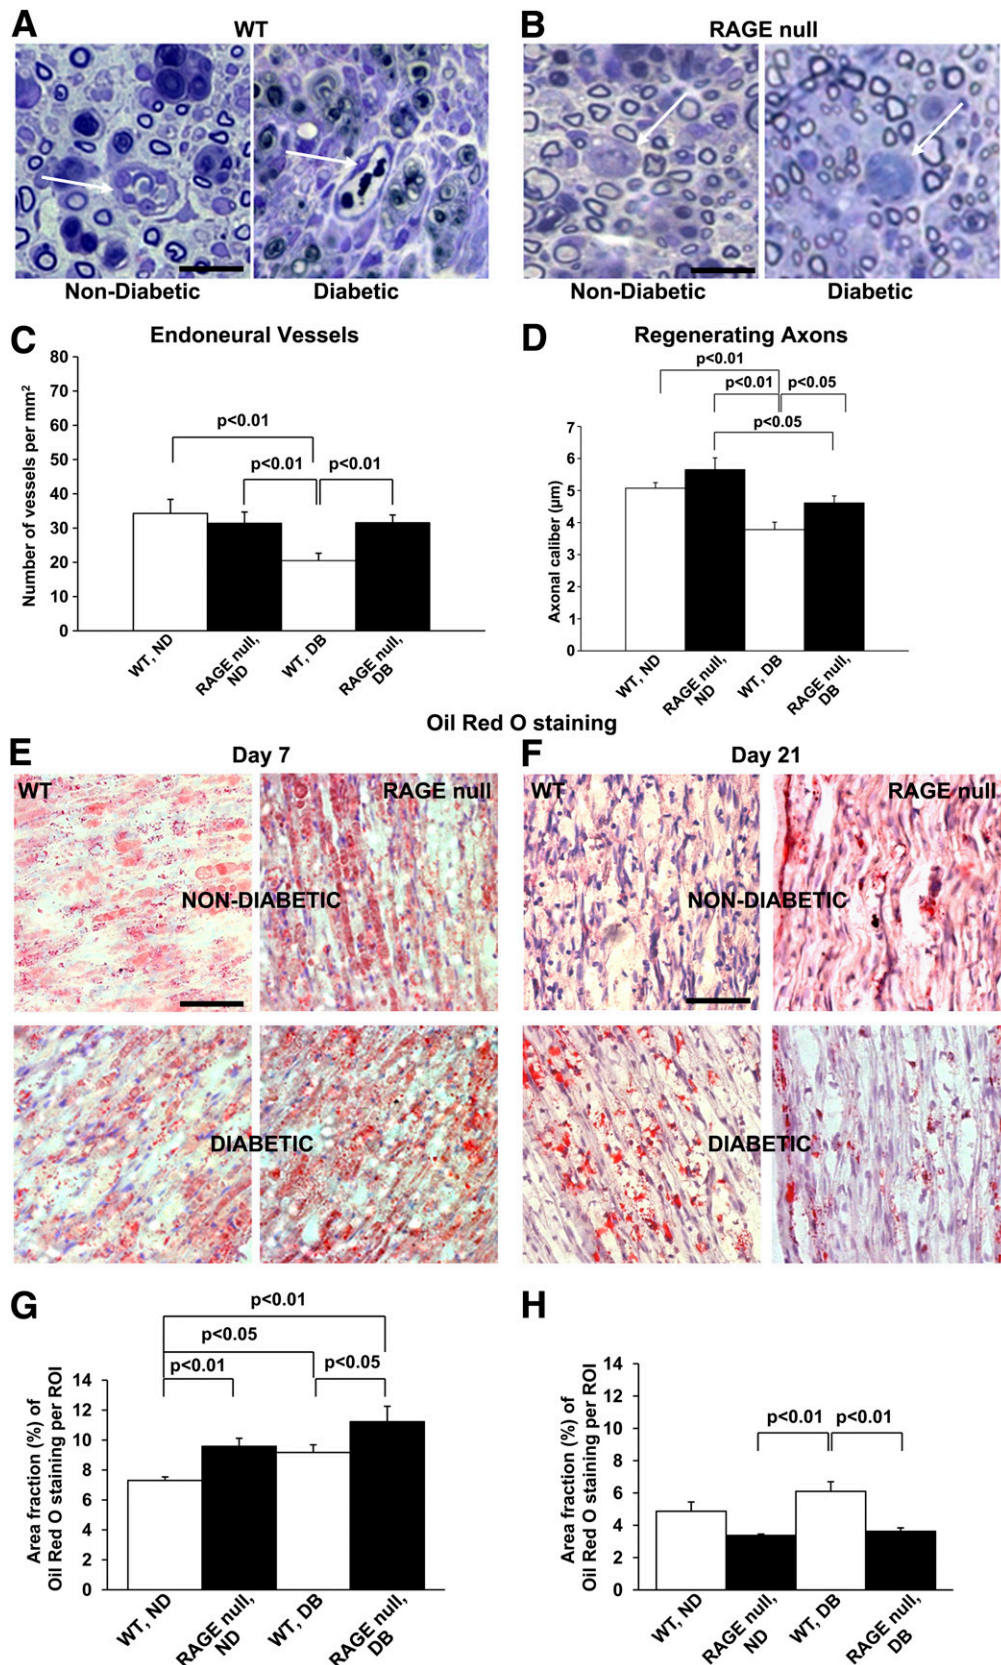 A
WT
Non-Diabetic
Diabetic
B
RAGE null
Non-Diabetic
Diabetic
C
Endoneural Vessels
Number of vessels per mm²
80
70
60
50
40
30
20
10
0
p<0.01
p<0.01
p<0.01
WT, ND
RAGE null,
ND
WT, DB
RAGE null,
DB
D
Regenerating Axons
Axonal caliber (µm)
7
6
5
4
3
2
1
0
p<0.01
p<0.01
p<0.05
p<0.05
WT, ND
RAGE null,
ND
WT, DB
RAGE null,
DB
Oil Red O staining
E
Day 7
WT
RAGE null
NON-DIABETIC
DIABETIC
F
Day 21
WT
RAGE null
NON-DIABETIC
DIABETIC
G
Area fraction (%) of
Oil Red O staining per ROI
14
12
10
8
6
4
2
0
p<0.01
p<0.05
p<0.01
p<0.05
WT, ND
RAGE null,
ND
WT, DB
RAGE null,
DB
H
Area fraction (%) of
Oil Red O staining per ROI
14
12
10
8
6
4
2
0
p<0.01
p<0.01
WT, ND
RAGE null,
ND
WT, DB
RAGE null,
DB